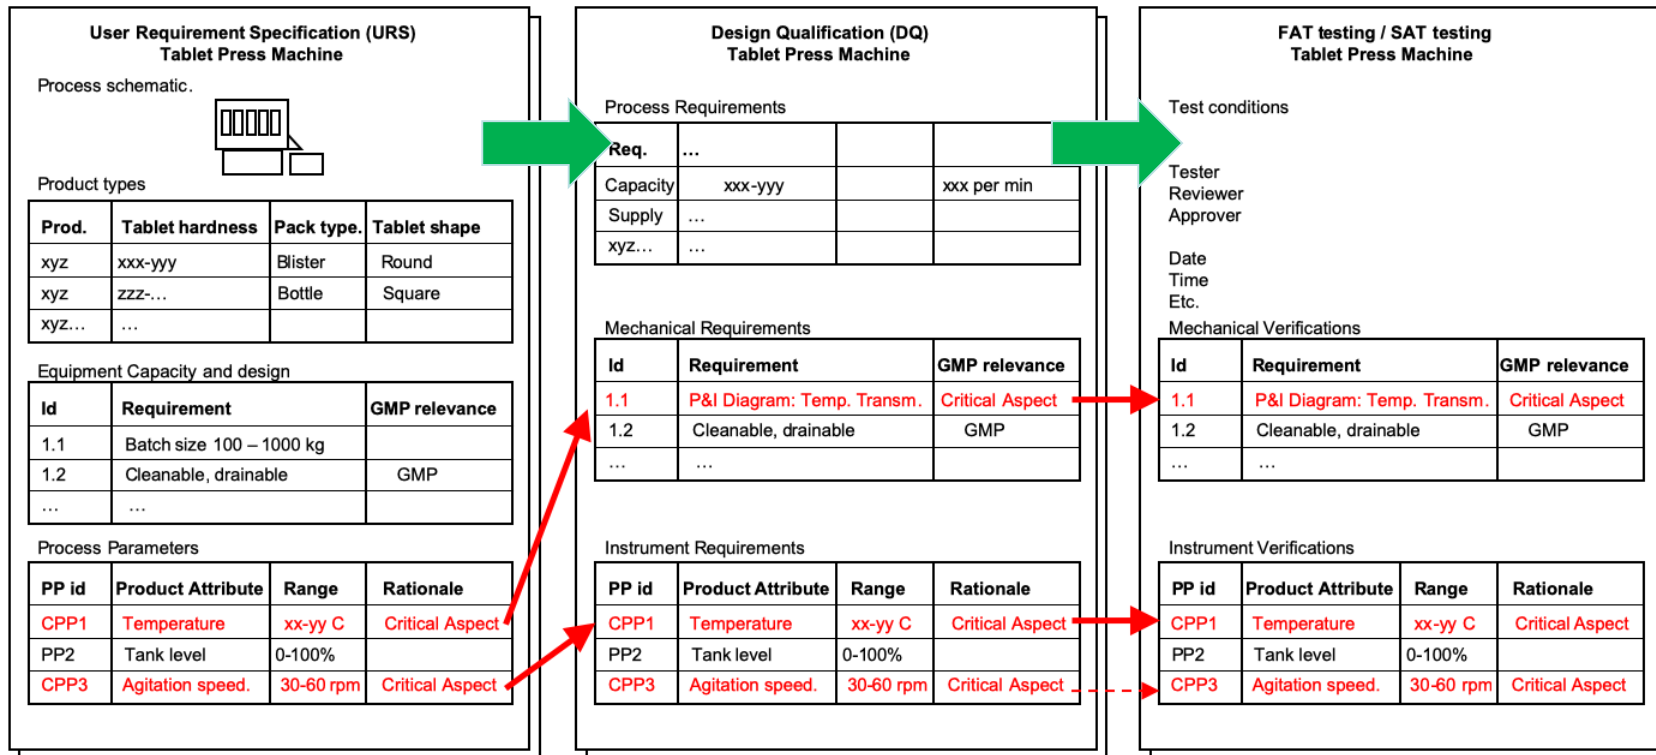 User Requirement Specification (URS)
Tablet Press Machine
Process schematic.
Product types
Prod. Tablet hardness Pack type. Tablet shape
xyz xxx-yyy Blister Round
xyz zzz-... Bottle Square
xyz... ...
Equipment Capacity and design
Id Requirement GMP relevance
1.1 Batch size 100 – 1000 kg
1.2 Cleanable, drainable GMP
... ...
Process Parameters
PP id Product Attribute Range Rationale
CPP1 Temperature xx-yy C Critical Aspect
PP2 Tank level 0-100%
CPP3 Agitation speed. 30-60 rpm Critical Aspect
Design Qualification (DQ)
Tablet Press Machine
Process Requirements
Req. ...
Capacity xxx-yyy xxx per min
Supply ...
xyz... ...
Mechanical Requirements
Id Requirement GMP relevance
1.1 P&I Diagram: Temp. Transm. Critical Aspect
1.2 Cleanable, drainable GMP
... ...
Instrument Requirements
PP id Product Attribute Range Rationale
CPP1 Temperature xx-yy C Critical Aspect
PP2 Tank level 0-100%
CPP3 Agitation speed. 30-60 rpm Critical Aspect
FAT testing / SAT testing
Tablet Press Machine
Test conditions
Tester
Reviewer
Approver
Date
Time
Etc.
Mechanical Verifications
Id Requirement GMP relevance
1.1 P&I Diagram: Temp. Transm. Critical Aspect
1.2 Cleanable, drainable GMP
... ...
Instrument Verifications
PP id Product Attribute Range Rationale
CPP1 Temperature xx-yy C Critical Aspect
PP2 Tank level 0-100%
CPP3 Agitation speed. 30-60 rpm Critical Aspect